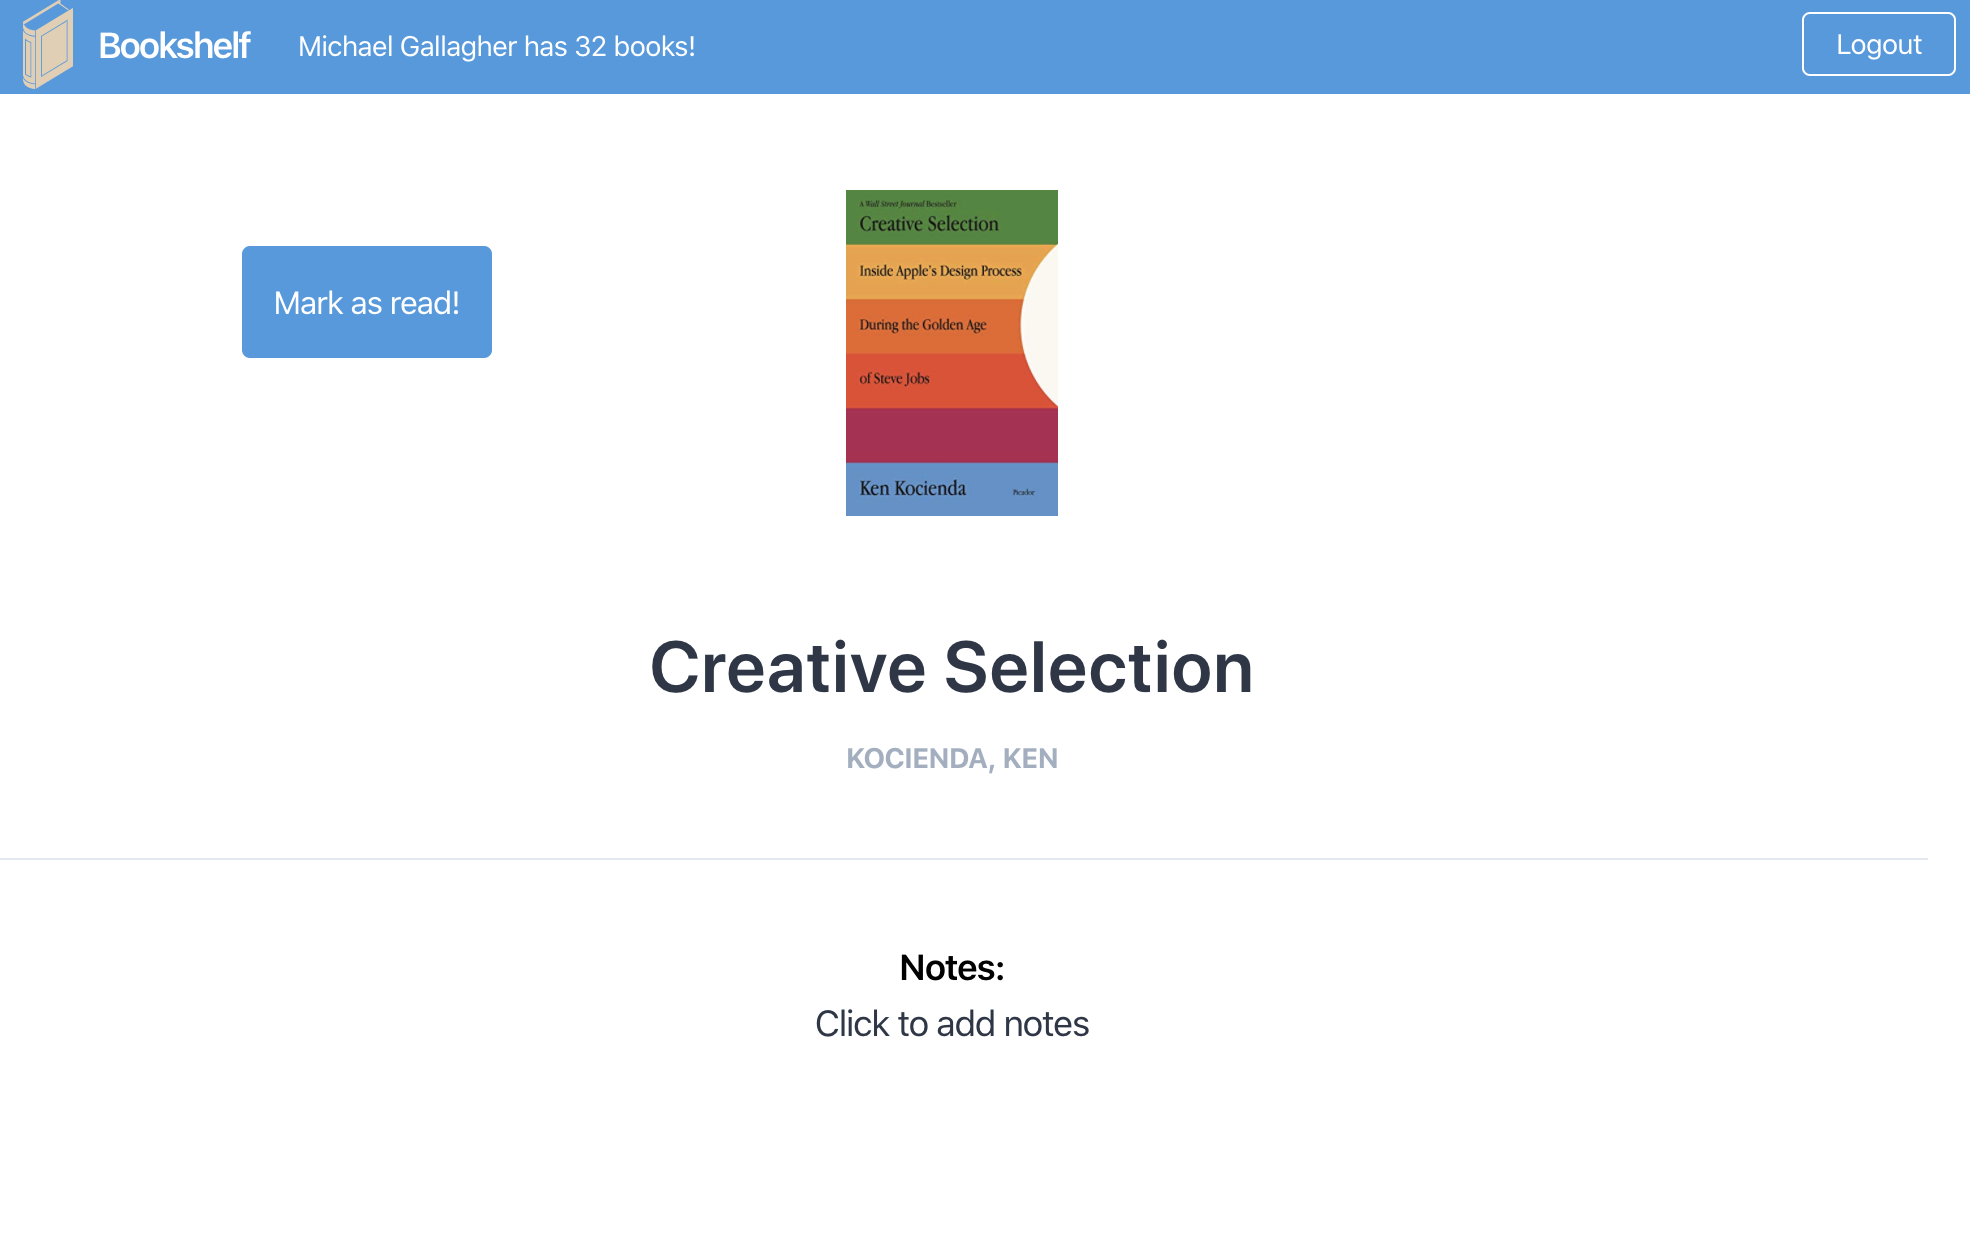 Bookshelf Michael Gallagher has 32 books! Logout
Mark as read!
A Wall Street Journal Bestseller
Creative Selection
Inside Apple's Design Process
During the Golden Age
of Steve Jobs
Ken Kocienda Picador
Creative Selection
KOCIENDA, KEN
Notes:
Click to add notes